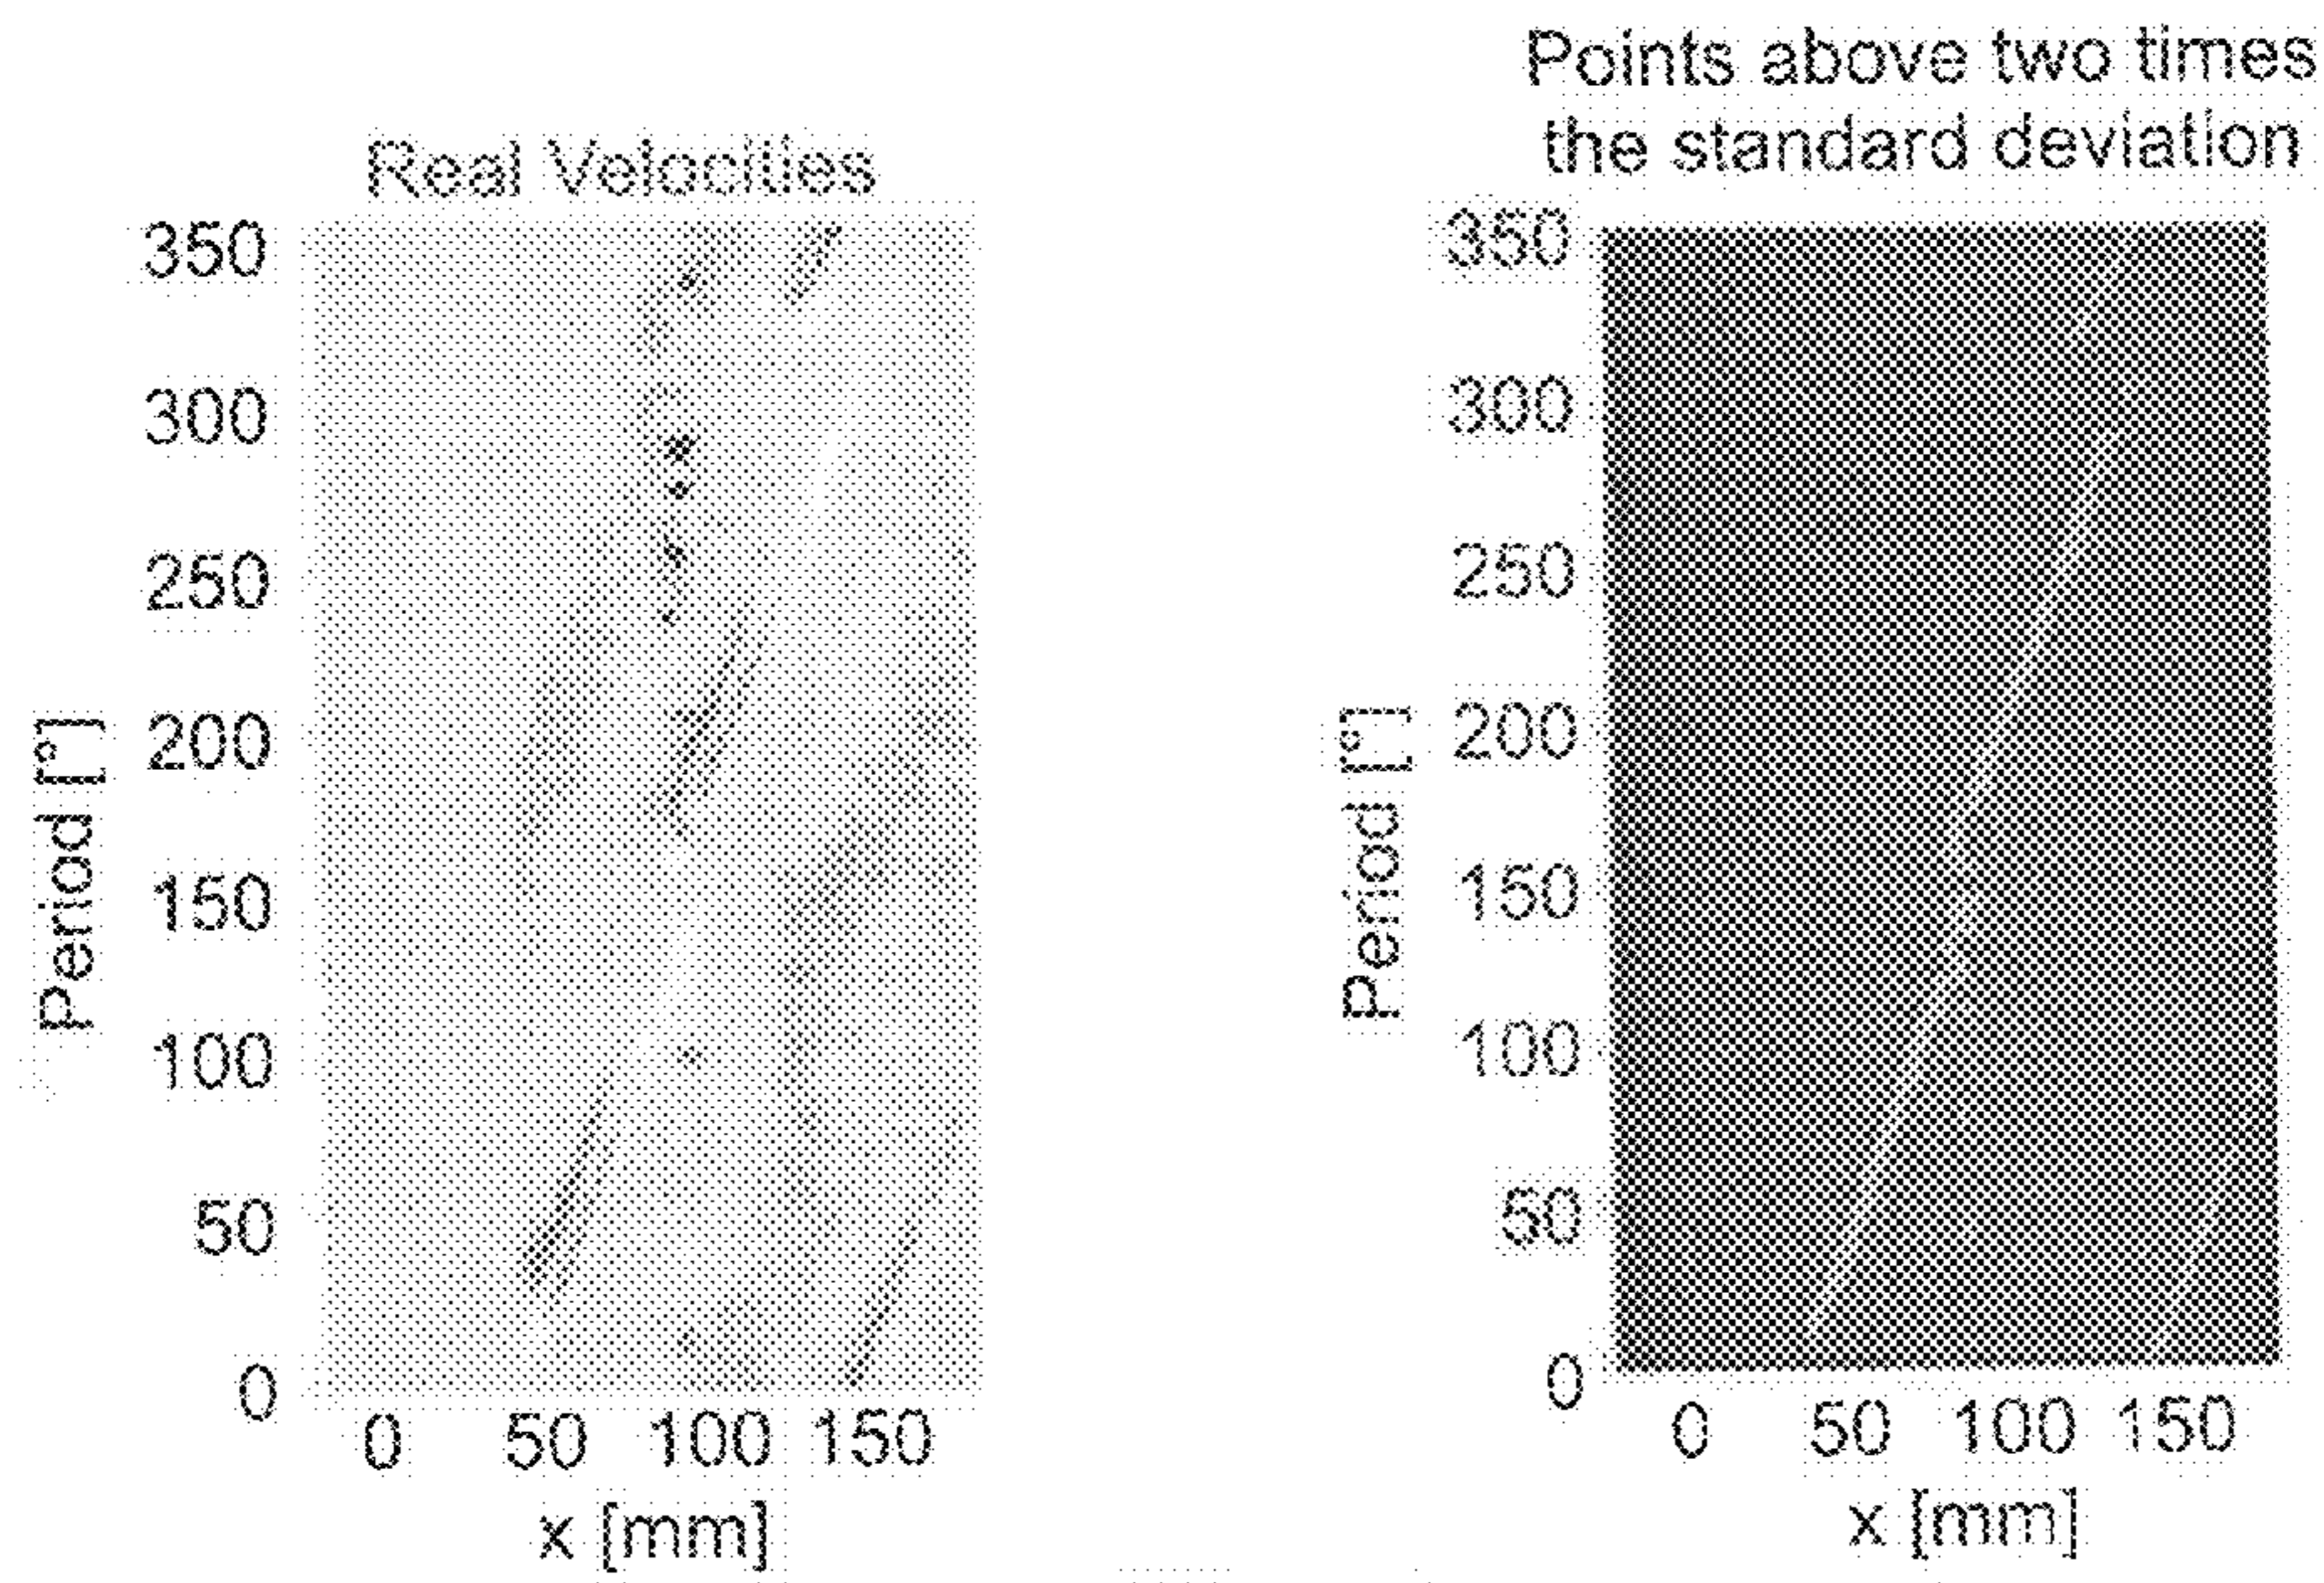 Real Velocities
350
300
250
200
150
100
50
0
Period [°]
0 50 100 150
x [mm]
Points above two times
the standard deviation
350
300
250
200
150
100
50
0
Period [°]
0 50 100 150
x [mm]